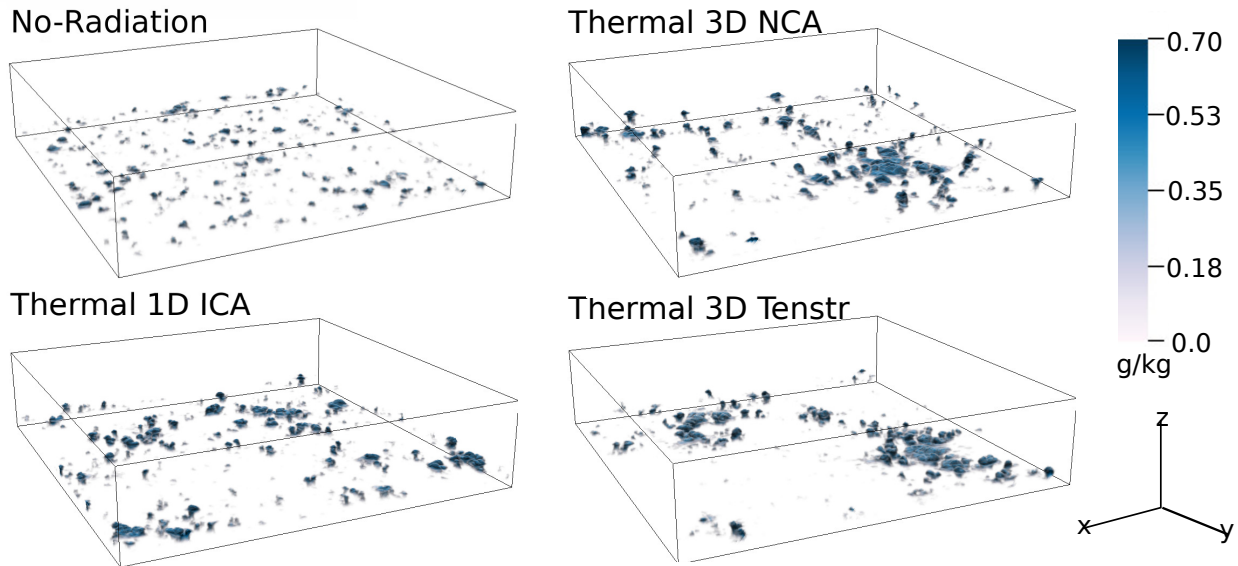 No-Radiation
Thermal 3D NCA
Thermal 1D ICA
Thermal 3D Tenstr
0.70
0.53
0.35
0.18
0.0
g/kg
z
x
y